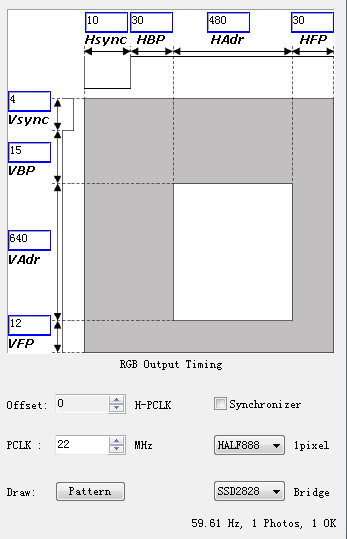 10 30 480 30
Hsync HBP HAdr HFP
4
Vsync
15
VBP
640
VAdr
12
VFP
RGB Output Timing
Offset: 0 H-PCLK Synchronizer
PCLK : 22 MHz HALF888 1pixel
Draw: Pattern SSD2828 Bridge
59.61 Hz, 1 Photos, 1 OK